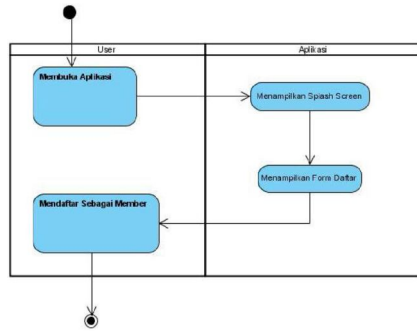 User
Aplikasi
Membuka Aplikasi
Menampilkan Splash Screen
Menampilkan Form Daftar
Mendaftar Sebagai Member